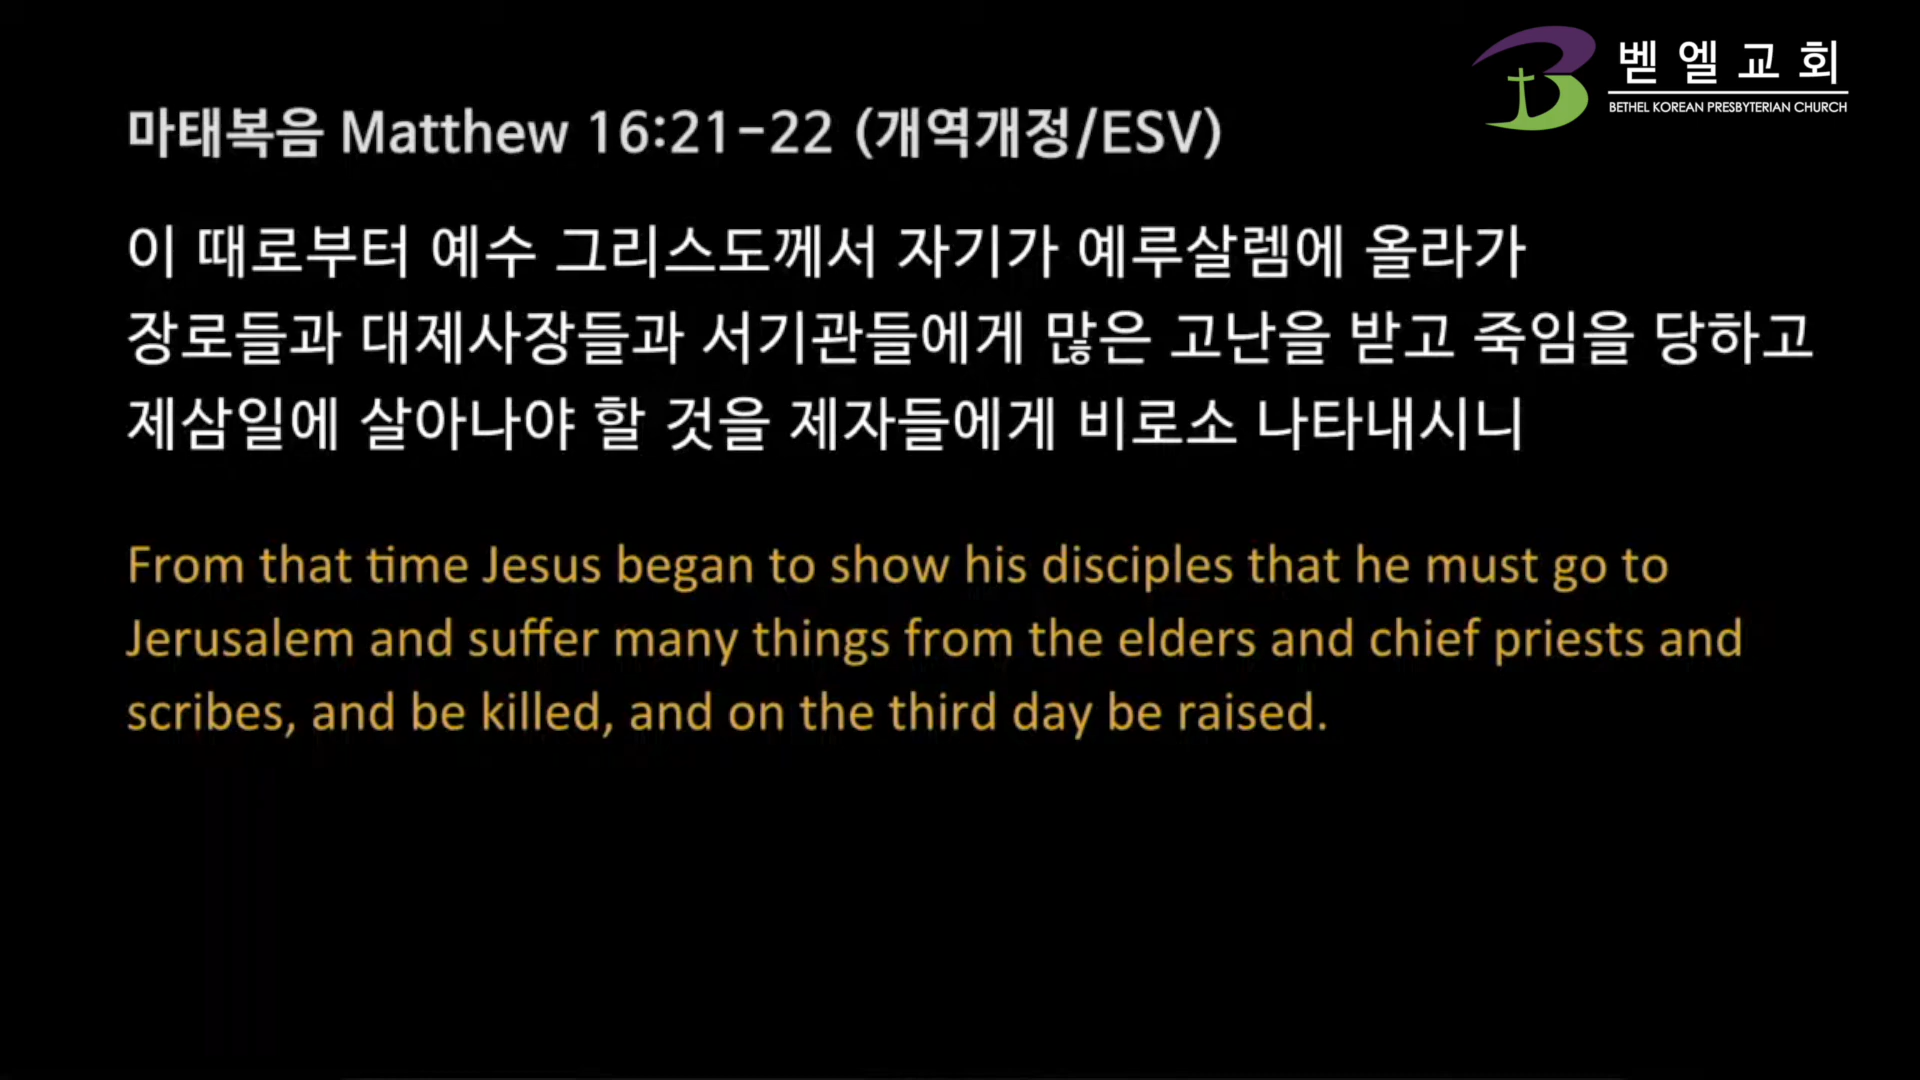 벧엘교회
BETHEL KOREAN PRESBYTERIAN CHURCH
마태복음 Matthew 16:21-22 (개역개정/ESV)
이 때로부터 예수 그리스도께서 자기가 예루살렘에 올라가
장로들과 대제사장들과 서기관들에게 많은 고난을 받고 죽임을 당하고
제삼일에 살아나야 할 것을 제자들에게 비로소 나타내시니
From that time Jesus began to show his disciples that he must go to
Jerusalem and suffer many things from the elders and chief priests and
scribes, and be killed, and on the third day be raised.